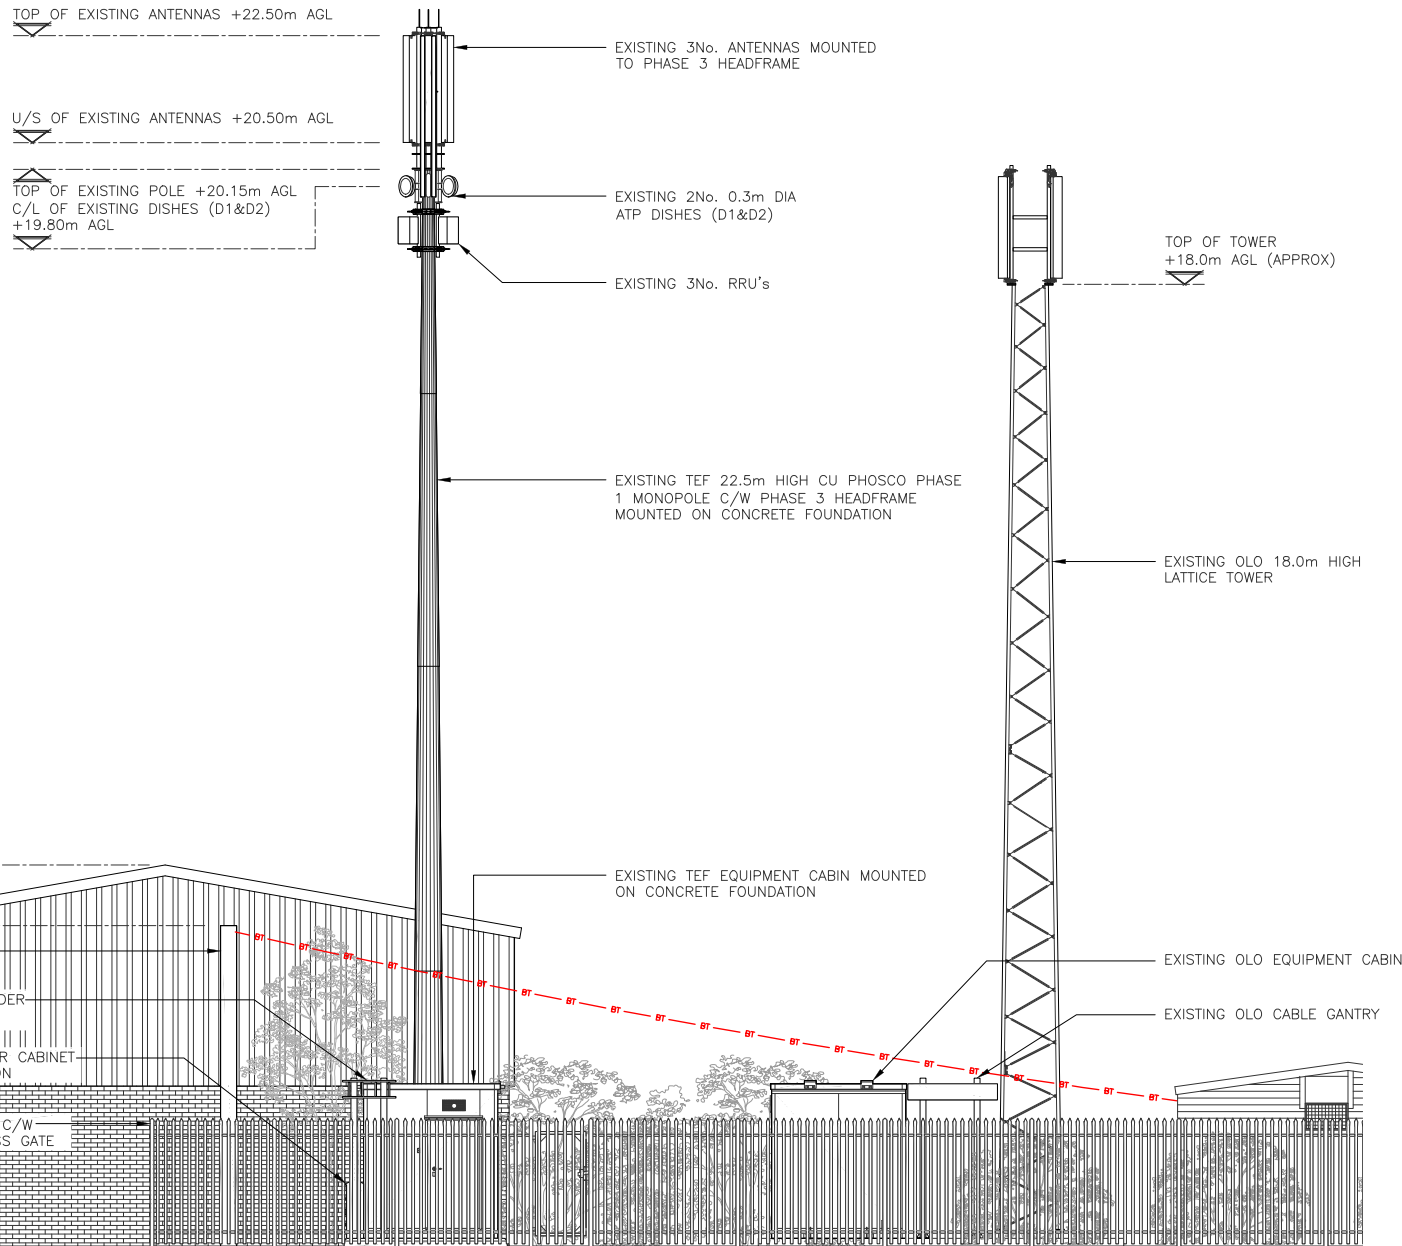 TOP OF EXISTING ANTENNAS +22.50m AGL
EXISTING 3No. ANTENNAS MOUNTED
TO PHASE 3 HEADFRAME
U/S OF EXISTING ANTENNAS +20.50m AGL
TOP OF EXISTING POLE +20.15m AGL
C/L OF EXISTING DISHES (D1&D2)
+19.80m AGL
EXISTING 2No. 0.3m DIA
ATP DISHES (D1&D2)
TOP OF TOWER
+18.0m AGL (APPROX)
EXISTING 3No. RRU's
EXISTING TEF 22.5m HIGH CU PHOSCO PHASE
1 MONOPOLE C/W PHASE 3 HEADFRAME
MOUNTED ON CONCRETE FOUNDATION
EXISTING OLO 18.0m HIGH
LATTICE TOWER
EXISTING TEF EQUIPMENT CABIN MOUNTED
ON CONCRETE FOUNDATION
BT BT BT BT BT BT BT BT BT BT BT BT BT BT BT BT BT BT BT BT BT
EXISTING OLO EQUIPMENT CABIN
DER
EXISTING OLO CABLE GANTRY
R CABINET
ON
C/W
SS GATE